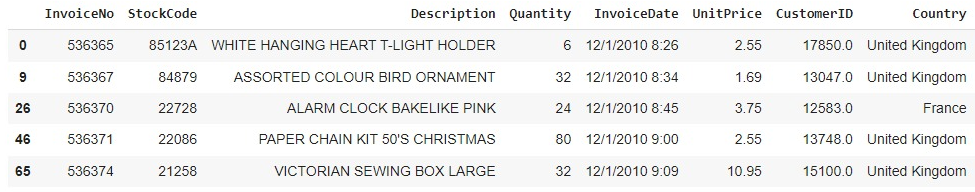 InvoiceNo StockCode Description Quantity InvoiceDate UnitPrice CustomerID Country
0 536365 85123A WHITE HANGING HEART T-LIGHT HOLDER 6 12/1/2010 8:26 2.55 17850.0 United Kingdom
9 536367 84879 ASSORTED COLOUR BIRD ORNAMENT 32 12/1/2010 8:34 1.69 13047.0 United Kingdom
26 536370 22728 ALARM CLOCK BAKELIKE PINK 24 12/1/2010 8:45 3.75 12583.0 France
46 536371 22086 PAPER CHAIN KIT 50'S CHRISTMAS 80 12/1/2010 9:00 2.55 13748.0 United Kingdom
65 536374 21258 VICTORIAN SEWING BOX LARGE 32 12/1/2010 9:09 10.95 15100.0 United Kingdom